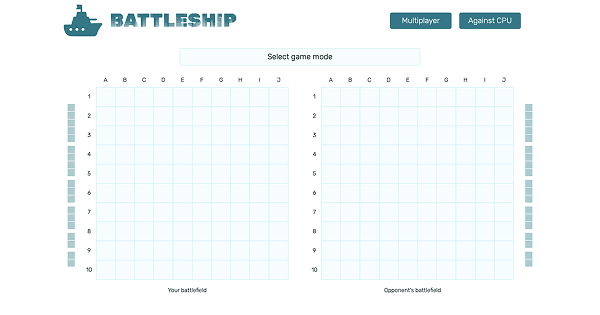 BATTLESHIP
Multiplayer
Against CPU
Select game mode
A B C D E F G H I J
A B C D E F G H I J
1 1
2 2
3 3
4 4
5 5
6 6
7 7
8 8
9 9
10 10
Your battlefield
Opponent's battlefield